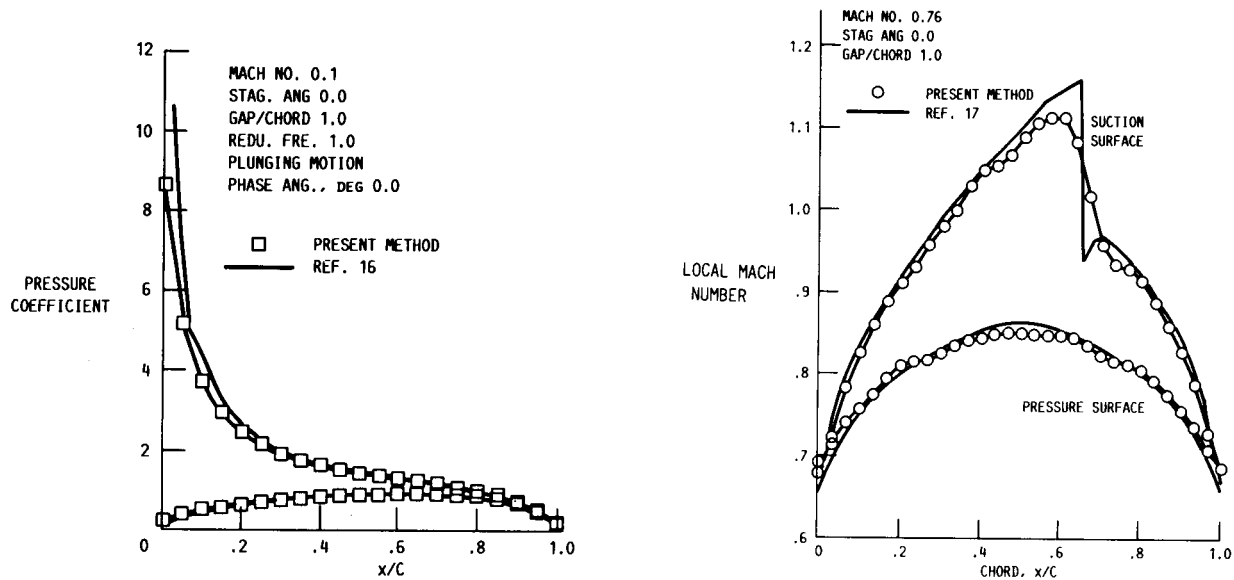 12
10
8
6
4
2
0
.2
.4
.6
.8
1.0
X/C
PRESSURE
COEFFICIENT
MACH NO. 0.1
STAG. ANG 0.0
GAP/CHORD 1.0
REDU. FRE. 1.0
PLUNGING MOTION
PHASE ANG., DEG 0.0
PRESENT METHOD
REF. 16
MACH NO. 0.76
STAG ANG 0.0
GAP/CHORD 1.0
PRESENT METHOD
REF. 17
SUCTION
SURFACE
PRESSURE SURFACE
LOCAL MACH
NUMBER
1.2
1.1
1.0
.9
.8
.7
.6
0
.2
.4
.6
.8
1.0
CHORD, X/C